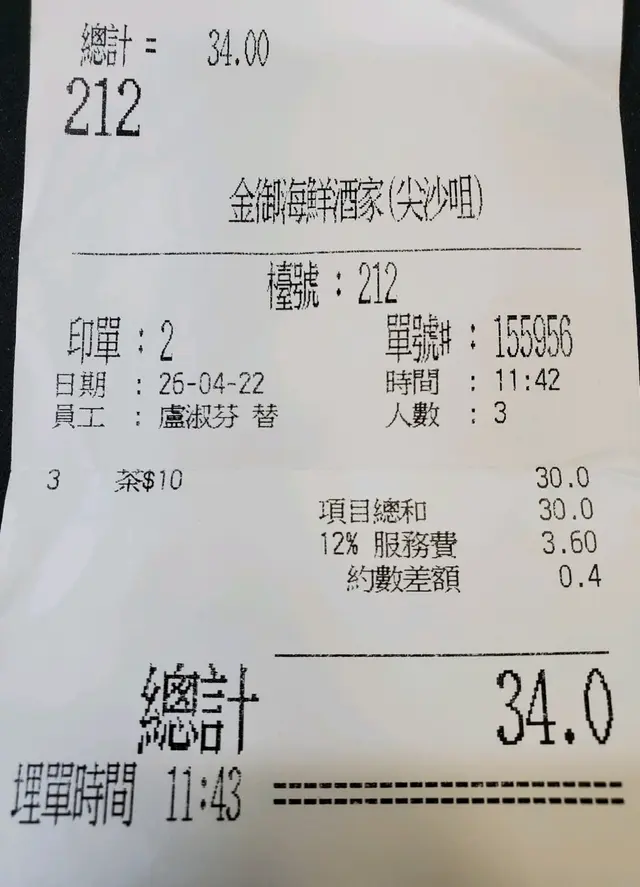 總計 = 34.00
212
金御海鮮酒家(尖沙咀)
檯號 : 212
印單 : 2 單號# : 155956
日期 : 26-04-22 時間 : 11:42
員工 : 盧淑芬 替 人數 : 3
3 茶$10 30.0
項目總和 30.0
12% 服務費 3.60
約數差額 0.4
總計 34.0
埋單時間 11:43 ====================